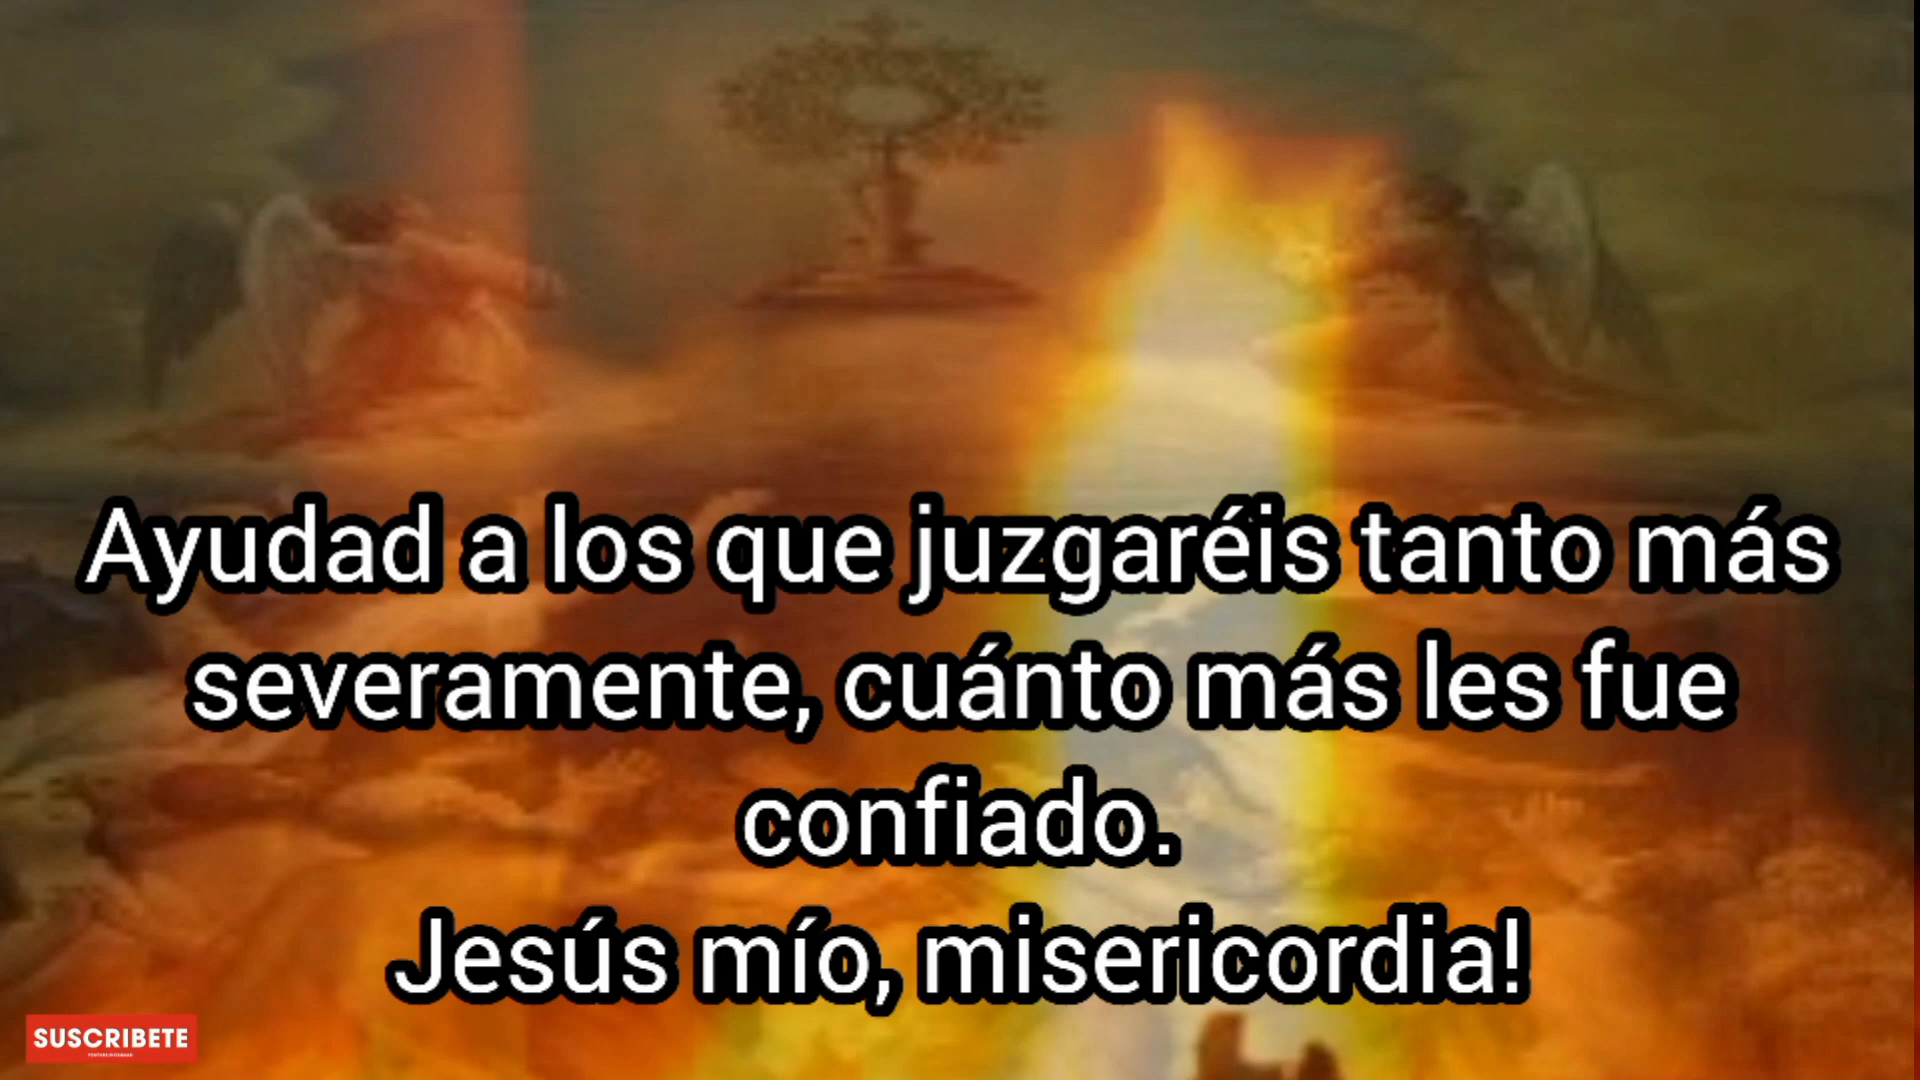 Ayudad a los que juzgaréis tanto más
severamente, cuánto más les fue
confiado.
Jesús mío, misericordia!
SUSCRIBETE